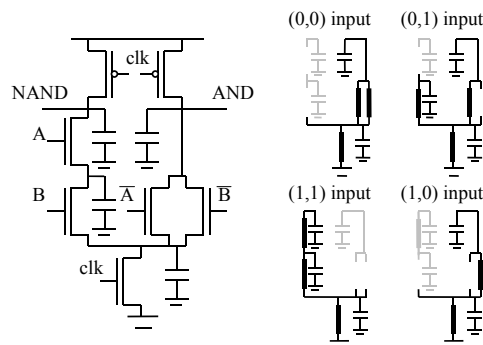 clk
NAND
AND
A
B
A̅
B̅
clk
(0,0) input
(0,1) input
(1,1) input
(1,0) input